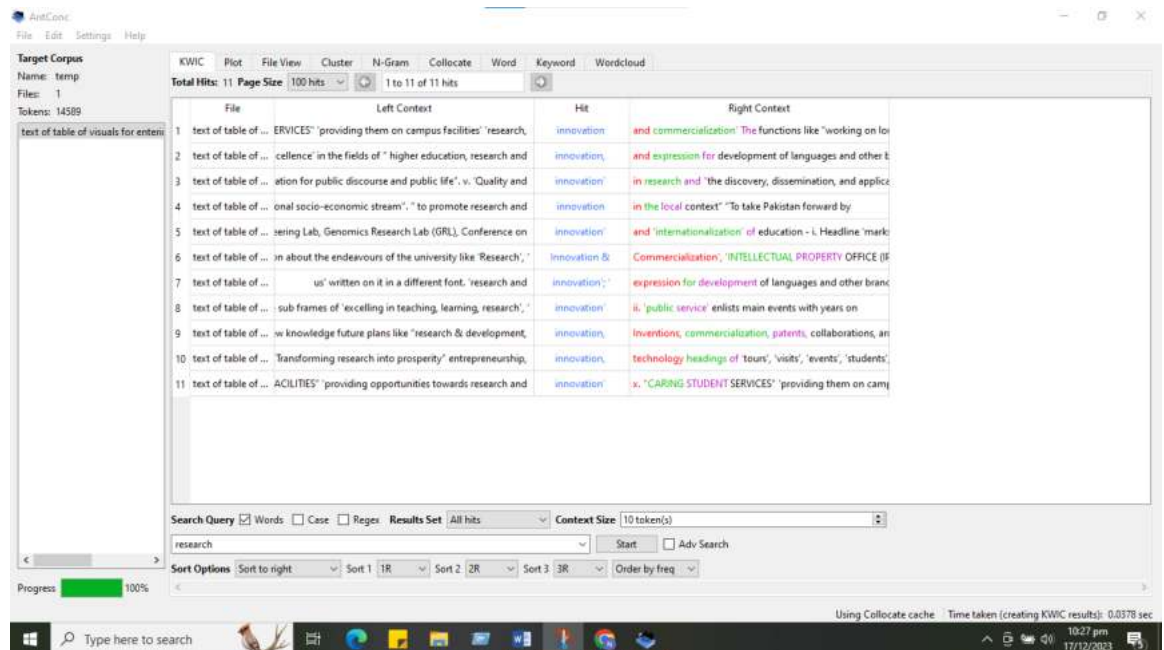 AntConc
File Edit Settings Help
Target Corpus
Name: temp
Files: 1
Tokens: 14589
text of table of visuals for enterin
Progress 100%
KWIC Plot File View Cluster N-Gram Collocate Word Keyword Wordcloud
Total Hits: 11 Page Size 100 hits 1 to 11 of 11 hits
File Left Context Hit Right Context
1 text of table of ... ERVICES" 'providing them on campus facilities' 'research, innovation and commercialization' The functions like "working on lo
2 text of table of ... cellence' in the fields of " higher education, research and innovation, and expression for development of languages and other b
3 text of table of ... ation for public discourse and public life". v. 'Quality and innovation' in research and "the discovery, dissemination, and applica
4 text of table of ... onal socio-economic stream". " to promote research and innovation in the local context" "To take Pakistan forward by
5 text of table of ... eering Lab, Genomics Research Lab (GRL), Conference on innovation' and 'internationalization' of education - i. Headline 'mark
6 text of table of ... on about the endeavours of the university like 'Research', ' Innovation & Commercialization', 'INTELLECTUAL PROPERTY OFFICE (IP
7 text of table of ... us' written on it in a different font. 'research and innovation'; ' expression for development of languages and other branc
8 text of table of ... sub frames of 'excelling in teaching, learning, research', ' innovation' ii. 'public service' enlists main events with years on
9 text of table of ... w knowledge future plans like "research & development, innovation, Inventions, commercialization, patents, collaborations, an
10 text of table of ... 'Transforming research into prosperity" entrepreneurship, innovation, technology headings of 'tours', 'visits', 'events', 'students',
11 text of table of ... ACILITIES" 'providing opportunities towards research and innovation' x. "CARING STUDENT SERVICES" 'providing them on camp
Search Query Words Case Regex Results Set All hits Context Size 10 token(s)
research Start Adv Search
Sort Options Sort to right Sort 1 1R Sort 2 2R Sort 3 3R Order by freq
Using Collocate cache Time taken (creating KWIC results): 0.0378 sec
Type here to search
10:27 pm
17/12/2023